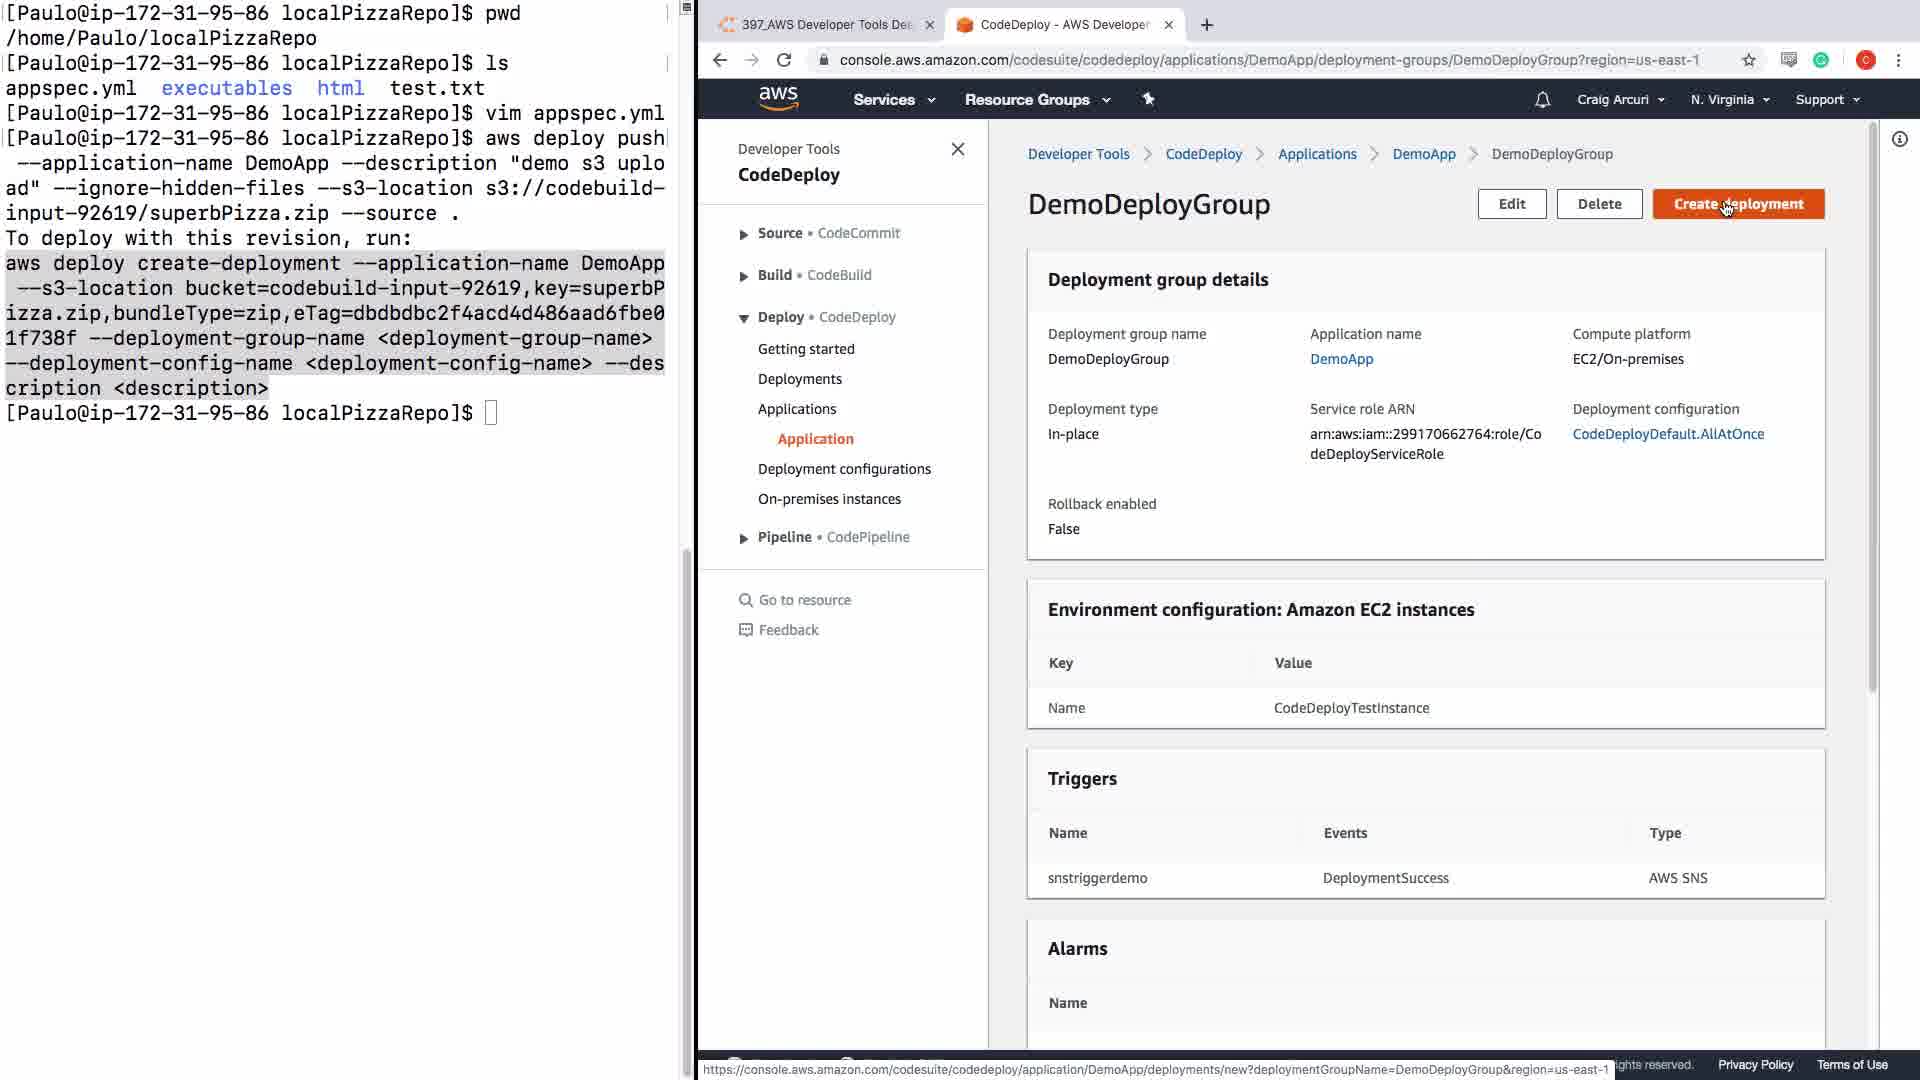 [Paulo@ip-172-31-95-86 localPizzaRepo]$ pwd
/home/Paulo/localPizzaRepo
[Paulo@ip-172-31-95-86 localPizzaRepo]$ ls
appspec.yml  executables  html  test.txt
[Paulo@ip-172-31-95-86 localPizzaRepo]$ vim appspec.yml
[Paulo@ip-172-31-95-86 localPizzaRepo]$ aws deploy push
--application-name DemoApp --description "demo s3 uplo
ad" --ignore-hidden-files --s3-location s3://codebuild-
input-92619/superbPizza.zip --source .
To deploy with this revision, run:
aws deploy create-deployment --application-name DemoApp
--s3-location bucket=codebuild-input-92619,key=superbP
izza.zip,bundleType=zip,eTag=dbdbdbc2f4acd4d486aad6fbe0
1f738f --deployment-group-name <deployment-group-name>
--deployment-config-name <deployment-config-name> --des
cription <description>
[Paulo@ip-172-31-95-86 localPizzaRepo]$
397_AWS Developer Tools De
CodeDeploy - AWS Developer
console.aws.amazon.com/codesuite/codedeploy/applications/DemoApp/deployment-groups/DemoDeployGroup?region=us-east-1
C
aws
Services
Resource Groups
Craig Arcuri
N. Virginia
Support
Developer Tools
CodeDeploy
Source • CodeCommit
Build • CodeBuild
Deploy • CodeDeploy
Getting started
Deployments
Applications
Application
Deployment configurations
On-premises instances
Pipeline • CodePipeline
Go to resource
Feedback
Developer Tools
CodeDeploy
Applications
DemoApp
DemoDeployGroup
DemoDeployGroup
Edit
Delete
Create deployment
Deployment group details
Deployment group name
Application name
Compute platform
DemoDeployGroup
DemoApp
EC2/On-premises
Deployment type
Service role ARN
Deployment configuration
In-place
arn:aws:iam::299170662764:role/Co
deDeployServiceRole
CodeDeployDefault.AllAtOnce
Rollback enabled
False
Environment configuration: Amazon EC2 instances
Key
Value
Name
CodeDeployTestInstance
Triggers
Name
Events
Type
snstriggerdemo
DeploymentSuccess
AWS SNS
Alarms
Name
https://console.aws.amazon.com/codesuite/codedeploy/application/DemoApp/deployments/new?deploymentGroupName=DemoDeployGroup&region=us-east-1
reserved.
Privacy Policy
Terms of Use